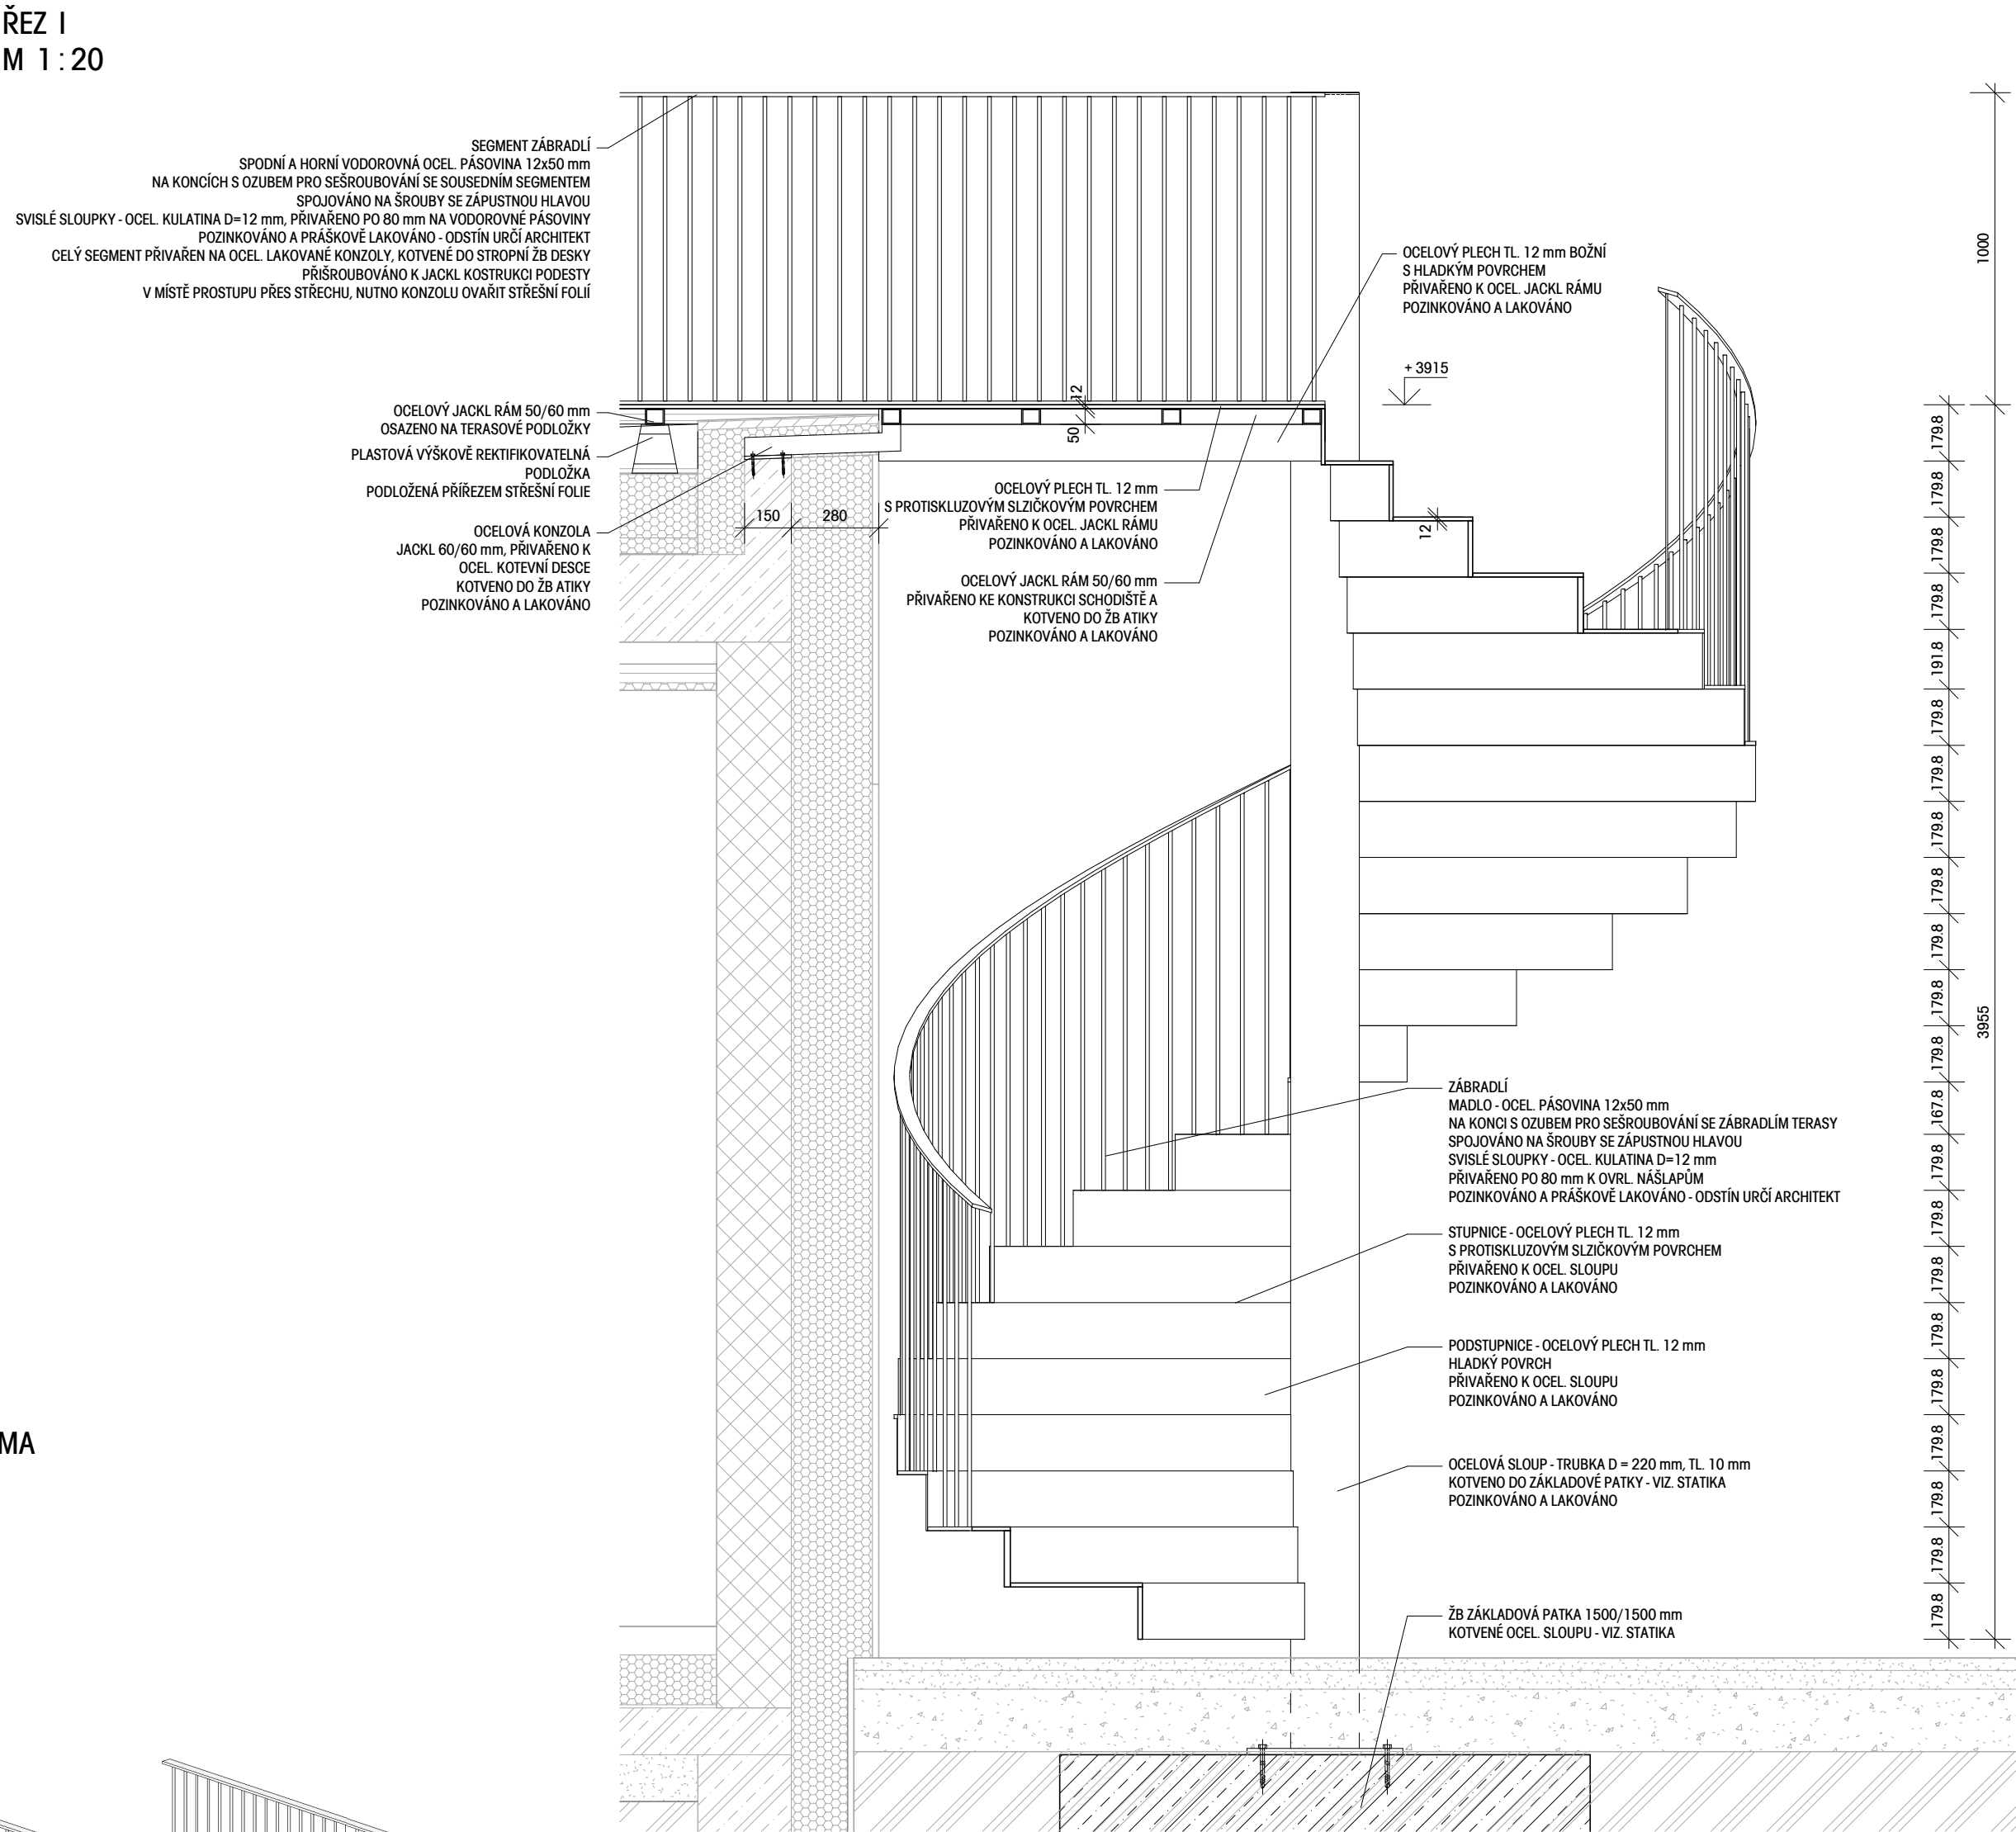 ŘEZ I
M 1:20
SEGMENT ZÁBRADLÍ
SPODNÍ A HORNÍ VODOROVNÁ OCEL. PÁSOVINA 12x50 mm
NA KONCÍCH S OZUBEM PRO SEŠROUBOVÁNÍ SE SOUSEDNÍM SEGMENTEM
SPOJOVÁNO NA ŠROUBY SE ZÁPUSTNOU HLAVOU
SVISLÉ SLOUPKY - OCEL. KULATINA D=12 mm, PŘIVAŘENO PO 80 mm NA VODOROVNÉ PÁSOVINY
POZINKOVÁNO A PRÁŠKOVĚ LAKOVÁNO - ODSTÍN URČÍ ARCHITEKT
CELÝ SEGMENT PŘIVAŘEN NA OCEL. LAKOVANÉ KONZOLY, KOTVENÉ DO STROPNÍ ŽB DESKY
PŘIŠROUBOVÁNO K JACKL KOSTRUKCI PODESTY
V MÍSTĚ PROSTUPU PŘES STŘECHU, NUTNO KONZOLU OVAŘIT STŘEŠNÍ FOLIÍ
OCELOVÝ JACKL RÁM 50/60 mm
OSAZENO NA TERASOVÉ PODLOŽKY
PLASTOVÁ VÝŠKOVĚ REKTIFIKOVATELNÁ
PODLOŽKA
PODLOŽENÁ PŘÍŘEZEM STŘEŠNÍ FOLIE
OCELOVÁ KONZOLA
JACKL 60/60 mm, PŘIVAŘENO K
OCEL. KOTEVNÍ DESCE
KOTVENO DO ŽB ATIKY
POZINKOVÁNO A LAKOVÁNO
150
280
12
50
OCELOVÝ PLECH TL. 12 mm
S PROTISKLUZOVÝM SLZIČKOVÝM POVRCHEM
PŘIVAŘENO K OCEL. JACKL RÁMU
POZINKOVÁNO A LAKOVÁNO
OCELOVÝ JACKL RÁM 50/60 mm
PŘIVAŘENO KE KONSTRUKCI SCHODIŠTĚ A
KOTVENO DO ŽB ATIKY
POZINKOVÁNO A LAKOVÁNO
OCELOVÝ PLECH TL. 12 mm BOŽNÍ
S HLADKÝM POVRCHEM
PŘIVAŘENO K OCEL. JACKL RÁMU
POZINKOVÁNO A LAKOVÁNO
+ 3915
12
ZÁBRADLÍ
MADLO - OCEL. PÁSOVINA 12x50 mm
NA KONCI S OZUBEM PRO SEŠROUBOVÁNÍ SE ZÁBRADLÍM TERASY
SPOJOVÁNO NA ŠROUBY SE ZÁPUSTNOU HLAVOU
SVISLÉ SLOUPKY - OCEL. KULATINA D=12 mm
PŘIVAŘENO PO 80 mm K OVRL. NÁŠLAPŮM
POZINKOVÁNO A PRÁŠKOVĚ LAKOVÁNO - ODSTÍN URČÍ ARCHITEKT
STUPNICE - OCELOVÝ PLECH TL. 12 mm
S PROTISKLUZOVÝM SLZIČKOVÝM POVRCHEM
PŘIVAŘENO K OCEL. SLOUPU
POZINKOVÁNO A LAKOVÁNO
PODSTUPNICE - OCELOVÝ PLECH TL. 12 mm
HLADKÝ POVRCH
PŘIVAŘENO K OCEL. SLOUPU
POZINKOVÁNO A LAKOVÁNO
OCELOVÁ SLOUP - TRUBKA D = 220 mm, TL. 10 mm
KOTVENO DO ZÁKLADOVÉ PATKY - VIZ. STATIKA
POZINKOVÁNO A LAKOVÁNO
ŽB ZÁKLADOVÁ PATKA 1500/1500 mm
KOTVENÉ OCEL. SLOUPU - VIZ. STATIKA
179.8
179.8
179.8
179.8
191.8
179.8
179.8
179.8
179.8
179.8
179.8
179.8
167.8
179.8
179.8
179.8
179.8
179.8
179.8
179.8
179.8
179.8
1000
3955
MA